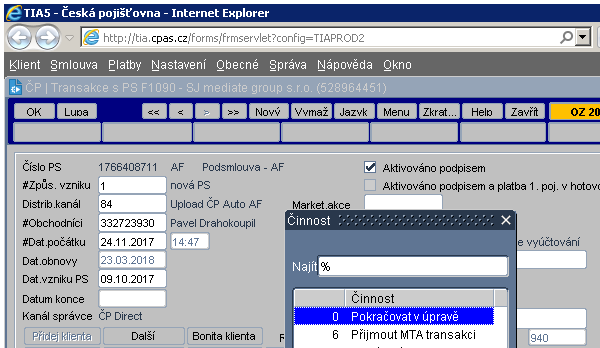 TIA5 - Česká pojišťovna - Internet Explorer
http://tia.cpas.cz/forms/frmservlet?config=TIAPROD2
Klient Smlouva Platby Nastavení Obecné Správa Nápověda Okno
ČP | Transakce s PS F1090 - SJ mediate group s.r.o. (528964451)
OK Lupa << < > >> Nový Vymaž Jazyk Menu Zkrat... Help Zavřít OZ 20
Číslo PS 1766408711 AF Podsmlouva - AF Aktivováno podpisem
#Způs. vzniku 1 nová PS Aktivováno podpisem a platba 1. poj. v hotovo
Distrib.kanál 84 Upload ČP Auto AF Market.akce
#Obchodníci 332723930 Pavel Drahokoupil
Činnost
#Dat.počátku 24.11.2017 14:47 e vyúčtování
Dat.obnovy 23.03.2018
Najít %
Dat.vzniku PS 09.10.2017
Datum konce
Činnost
Kanál správce ČP Direct
0 Pokračovat v úpravě
Přidej klienta Další Bonita klienta
6 Přijmout MTA transakci
940